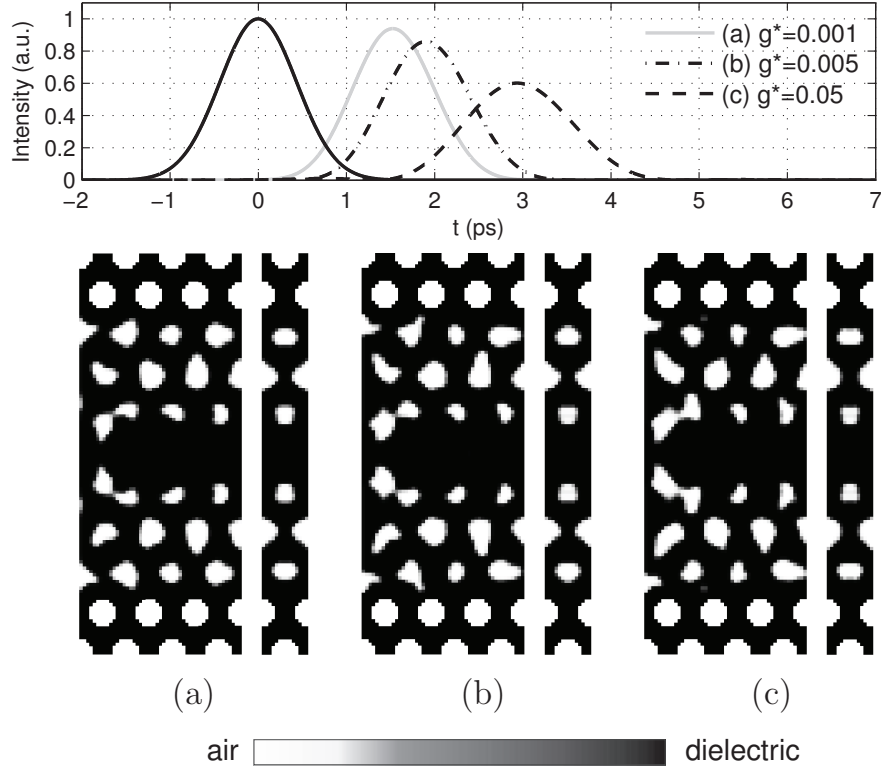 Intensity (a.u.)
1
0.8
0.6
0.4
0.2
0
−2 −1 0 1 2 3 4 5 6 7
t (ps)
(a) g*=0.001
(b) g*=0.005
(c) g*=0.05
(a) (b) (c)
air dielectric